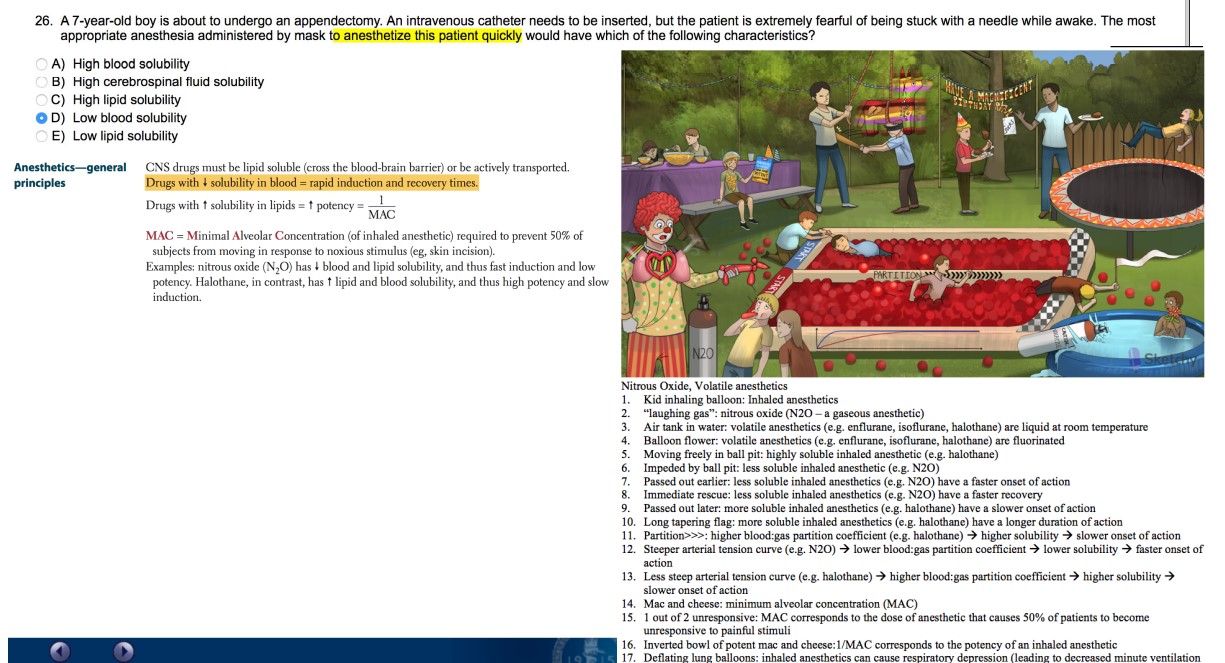 26. A 7-year-old boy is about to undergo an appendectomy. An intravenous catheter needs to be inserted, but the patient is extremely fearful of being stuck with a needle while awake. The most
appropriate anesthesia administered by mask to anesthetize this patient quickly would have which of the following characteristics?
A) High blood solubility
B) High cerebrospinal fluid solubility
C) High lipid solubility
D) Low blood solubility
E) Low lipid solubility
Anesthetics—general
principles
CNS drugs must be lipid soluble (cross the blood-brain barrier) or be actively transported.
Drugs with ↓ solubility in blood = rapid induction and recovery times.
Drugs with ↑ solubility in lipids = ↑ potency = 1
MAC
MAC = Minimal Alveolar Concentration (of inhaled anesthetic) required to prevent 50% of
subjects from moving in response to noxious stimulus (eg, skin incision).
Examples: nitrous oxide (N₂O) has ↓ blood and lipid solubility, and thus fast induction and low
potency. Halothane, in contrast, has ↑ lipid and blood solubility, and thus high potency and slow
induction.
HAVE A MAGNIFICENT
BIRTHDAY
START
PARTITION
START
N2O
Sketchy
Nitrous Oxide, Volatile anesthetics
1. Kid inhaling balloon: Inhaled anesthetics
2. “laughing gas”: nitrous oxide (N2O – a gaseous anesthetic)
3. Air tank in water: volatile anesthetics (e.g. enflurane, isoflurane, halothane) are liquid at room temperature
4. Balloon flower: volatile anesthetics (e.g. enflurane, isoflurane, halothane) are fluorinated
5. Moving freely in ball pit: highly soluble inhaled anesthetic (e.g. halothane)
6. Impeded by ball pit: less soluble inhaled anesthetic (e.g. N2O)
7. Passed out earlier: less soluble inhaled anesthetics (e.g. N2O) have a faster onset of action
8. Immediate rescue: less soluble inhaled anesthetics (e.g. N2O) have a faster recovery
9. Passed out later: more soluble inhaled anesthetics (e.g. halothane) have a slower onset of action
10. Long tapering flag: more soluble inhaled anesthetics (e.g. halothane) have a longer duration of action
11. Partition>>>: higher blood:gas partition coefficient (e.g. halothane) → higher solubility → slower onset of action
12. Steeper arterial tension curve (e.g. N2O) → lower blood:gas partition coefficient → lower solubility → faster onset of
action
13. Less steep arterial tension curve (e.g. halothane) → higher blood:gas partition coefficient → higher solubility →
slower onset of action
14. Mac and cheese: minimum alveolar concentration (MAC)
15. 1 out of 2 unresponsive: MAC corresponds to the dose of anesthetic that causes 50% of patients to become
unresponsive to painful stimuli
16. Inverted bowl of potent mac and cheese:1/MAC corresponds to the potency of an inhaled anesthetic
17. Deflating lung balloons: inhaled anesthetics can cause respiratory depression (leading to decreased minute ventilation